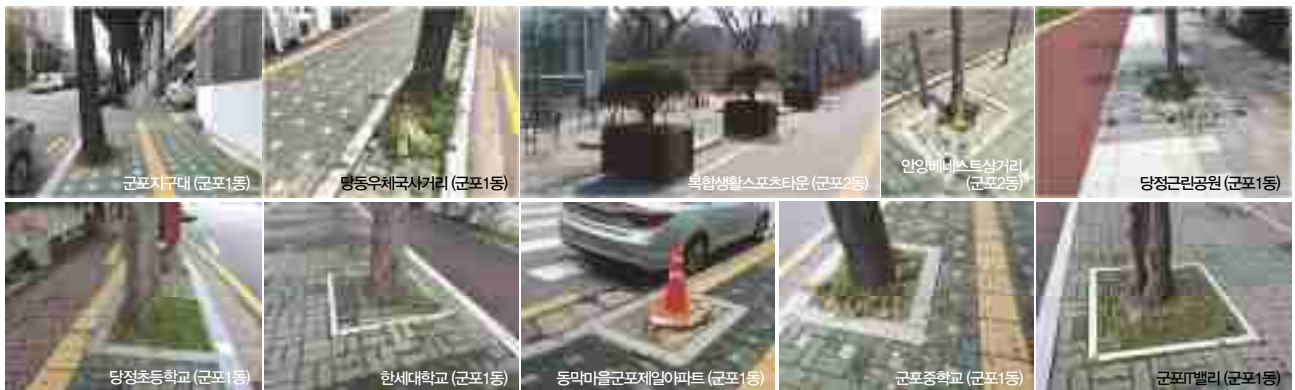 군포지구대 (군포1동)
당동우체국사거리 (군포1동)
복합생활스포츠타운 (군포2동)
안양베네스트삼거리
(군포2동)
당정근린공원 (군포1동)
당정초등학교 (군포1동)
한세대학교 (군포1동)
동막마을군포제일아파트 (군포1동)
군포중학교 (군포1동)
군포IT밸리 (군포1동)